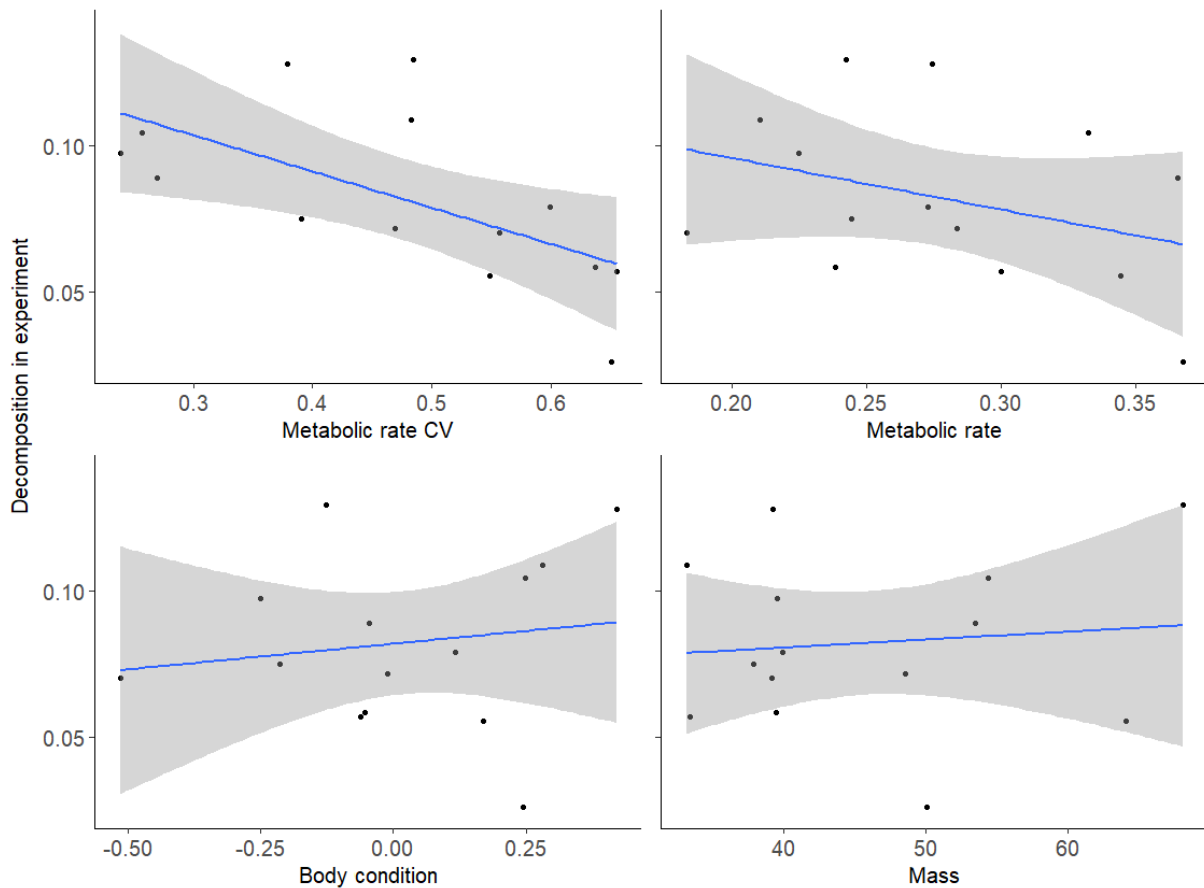 Decomposition in experiment
0.10
0.05
0.3 0.4 0.5 0.6
Metabolic rate CV
0.20 0.25 0.30 0.35
Metabolic rate
0.10
0.05
-0.50 -0.25 0.00 0.25
Body condition
40 50 60
Mass